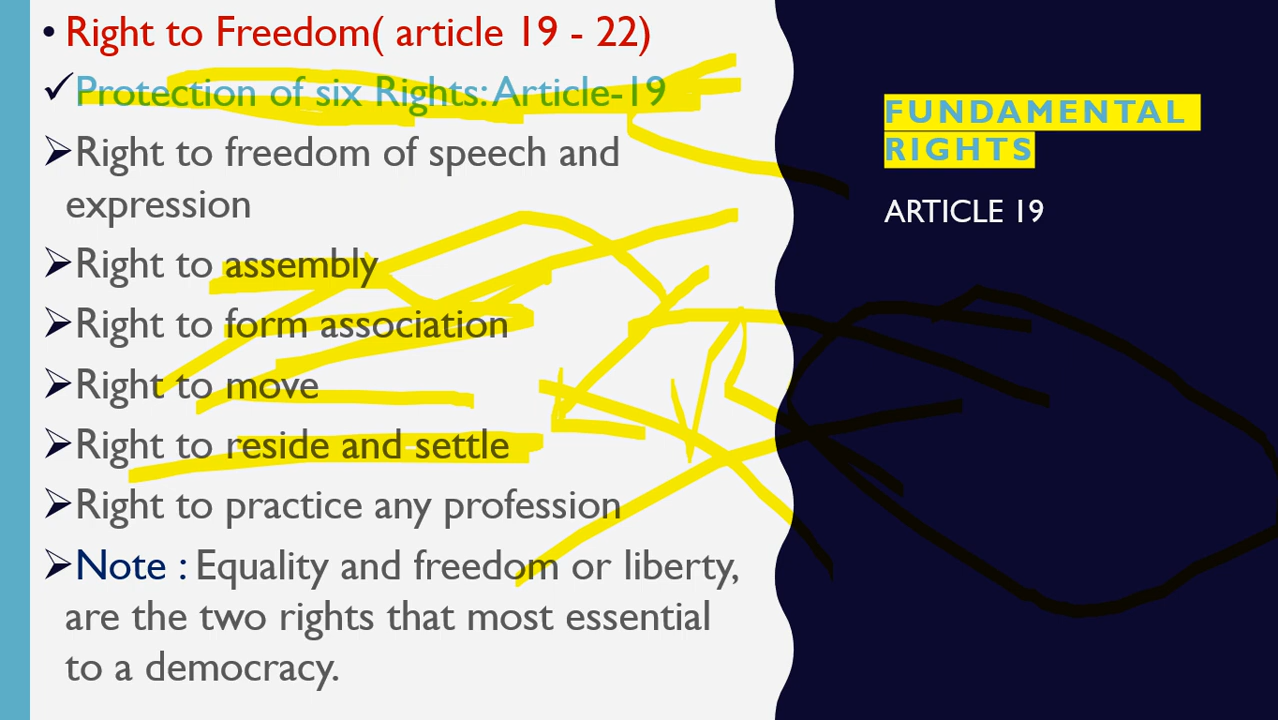 • Right to Freedom( article 19 - 22)
✓Protection of six Rights: Article-19
➢Right to freedom of speech and
expression
➢Right to assembly
➢Right to form association
➢Right to move
➢Right to reside and settle
➢Right to practice any profession
➢Note : Equality and freedom or liberty,
are the two rights that most essential
to a democracy.
FUNDAMENTAL
RIGHTS
ARTICLE 19